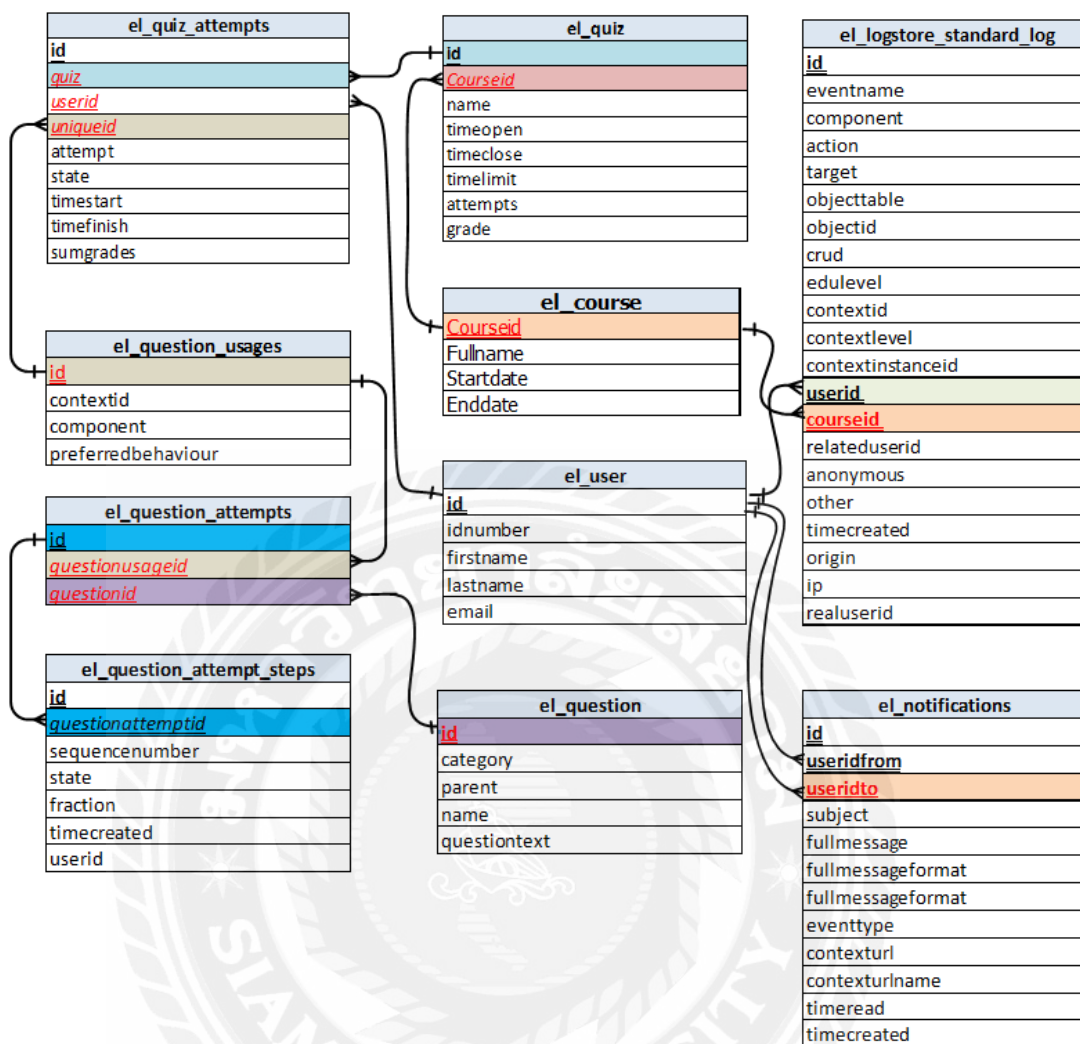 el_quiz_attempts
id
quiz
userid
uniqueid
attempt
state
timestart
timefinish
sumgrades
el_quiz
id
Courseid
name
timeopen
timeclose
timelimit
attempts
grade
el_logstore_standard_log
id
eventname
component
action
target
objecttable
objectid
crud
edulevel
contextid
contextlevel
contextinstanceid
userid
courseid
relateduserid
anonymous
other
timecreated
origin
ip
realuserid
el_course
Courseid
Fullname
Startdate
Enddate
el_question_usages
id
contextid
component
preferredbehaviour
el_user
id
idnumber
firstname
lastname
email
el_question_attempts
id
questionusageid
questionid
el_question_attempt_steps
id
questionattemptid
sequencenumber
state
fraction
timecreated
userid
el_question
id
category
parent
name
questiontext
el_notifications
id
useridfrom
useridto
subject
fullmessage
fullmessageformat
fullmessageformat
eventtype
contexturl
contexturlname
timeread
timecreated